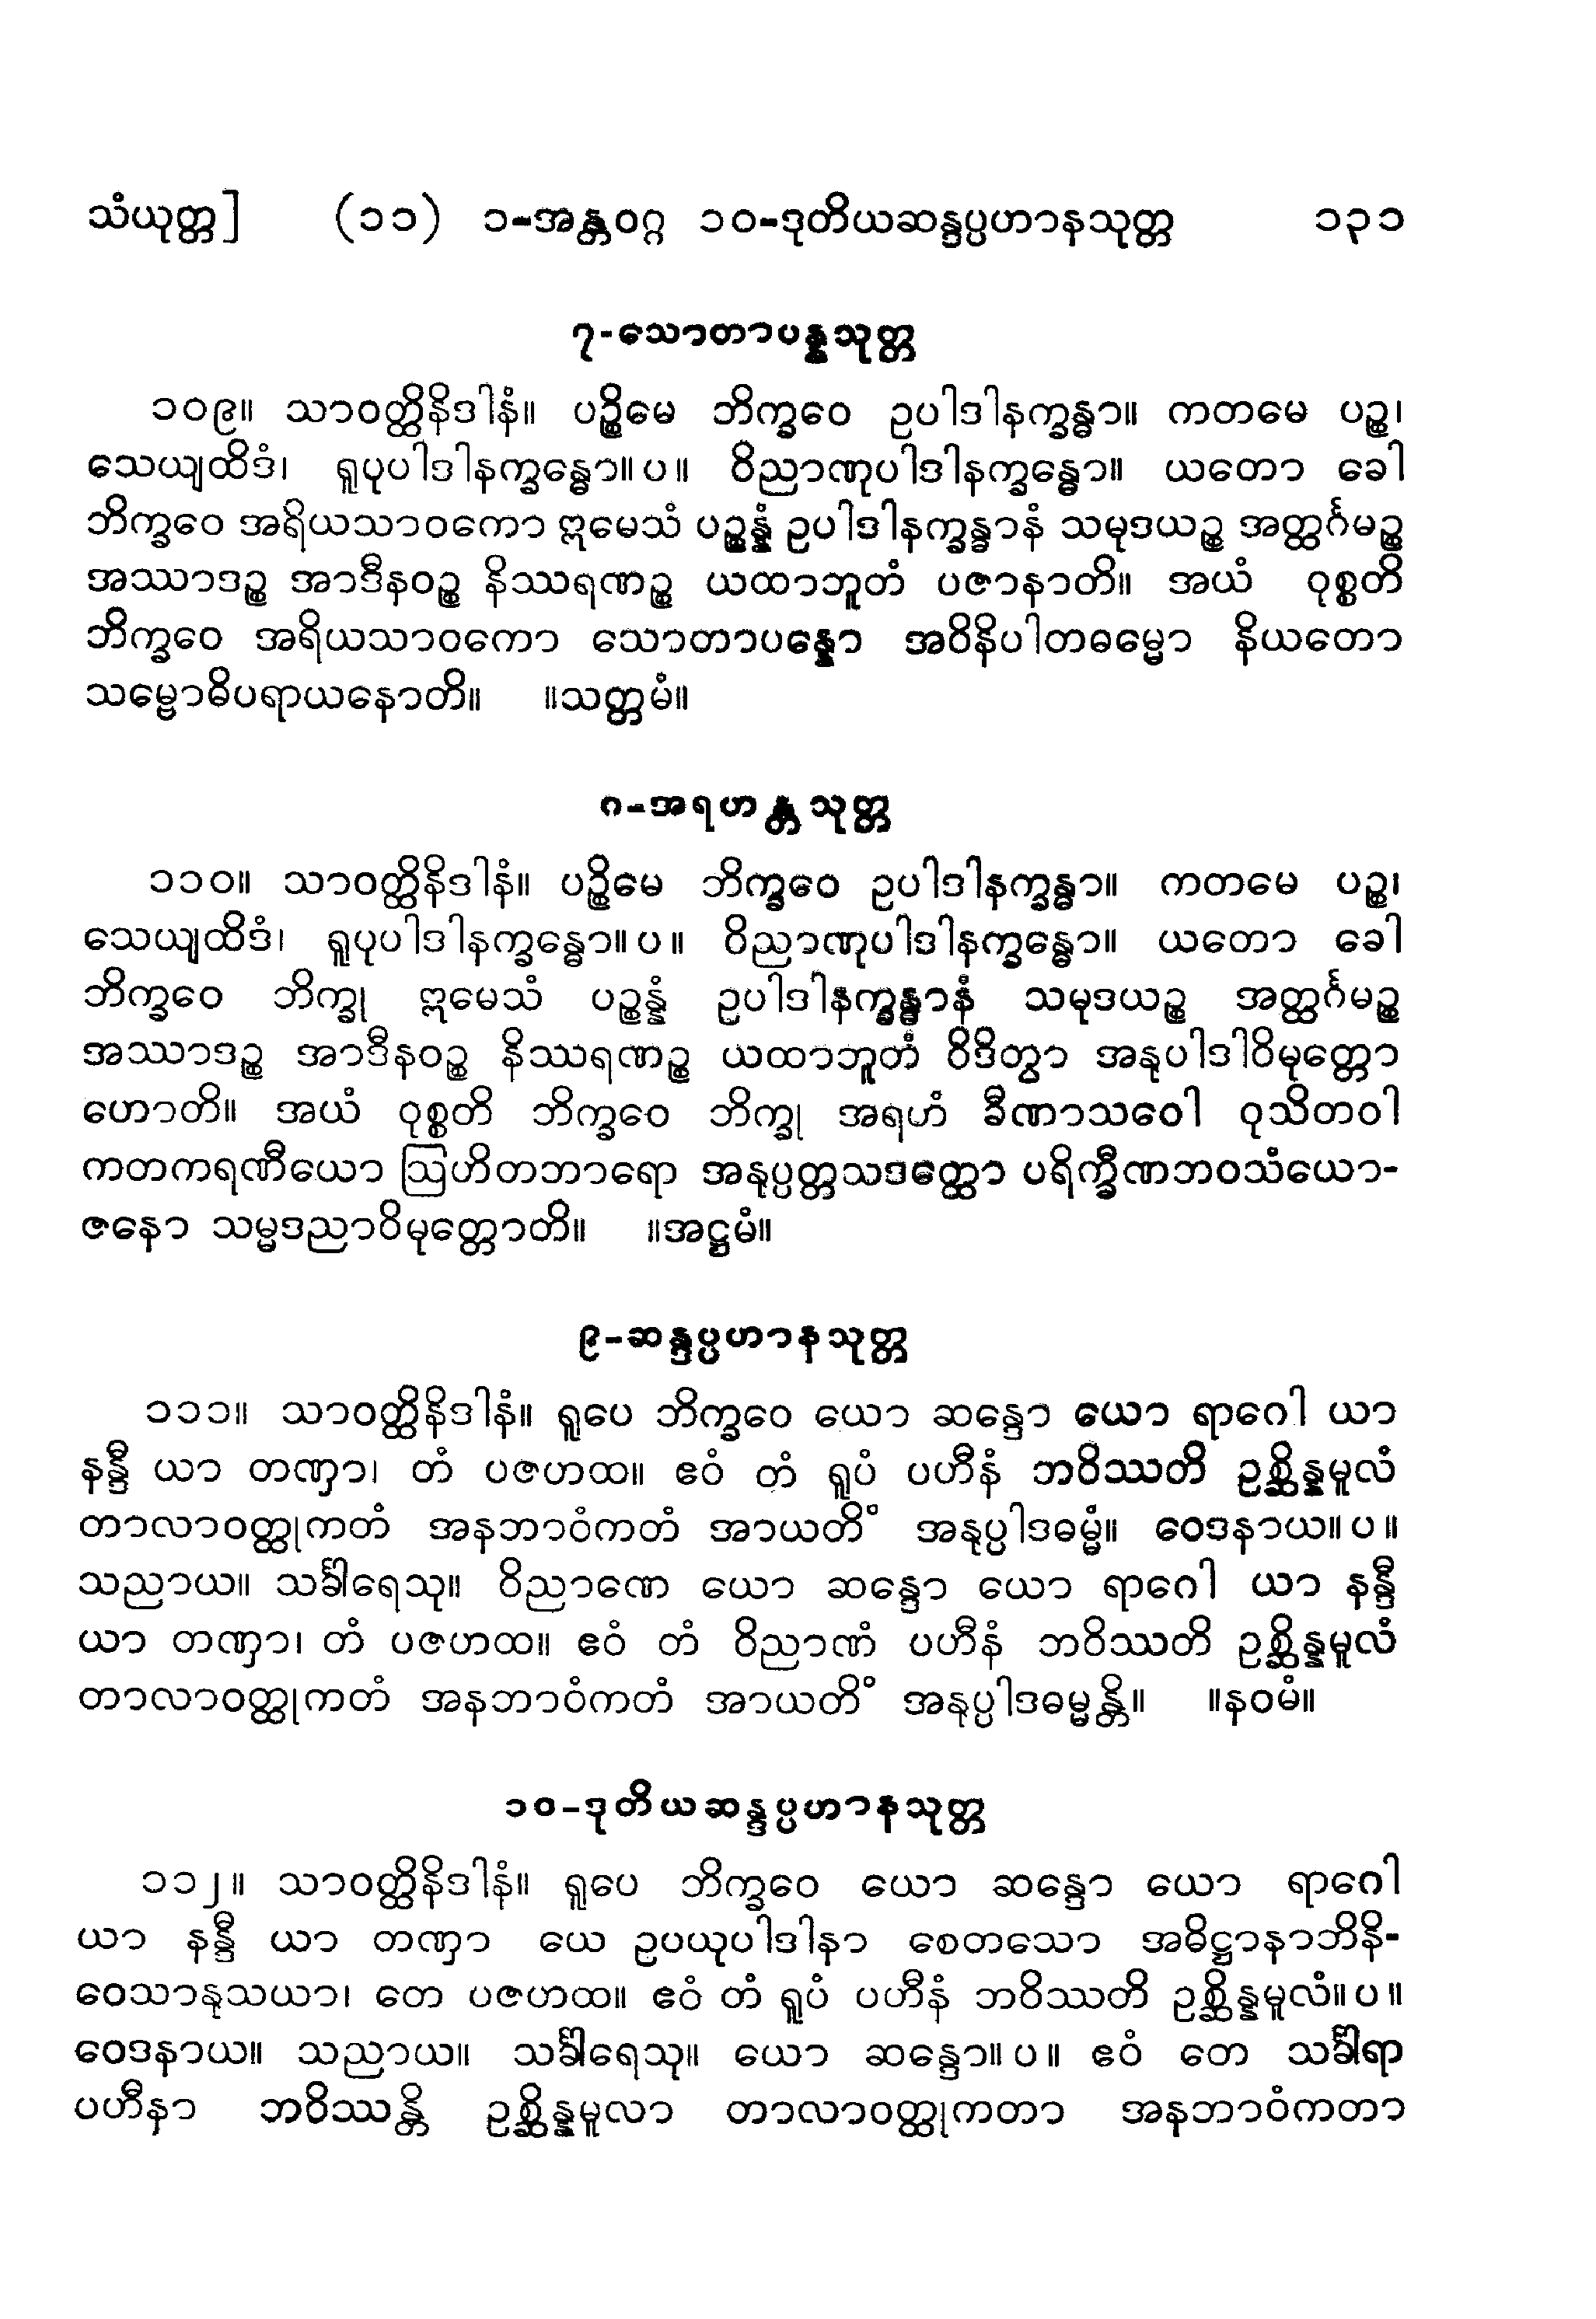 သံယုတ္တ] (၁၁) ၁-အန္တဝဂ္ဂ ၁၀-ဒုတိယဆန္ဒပ္ပဟာနသုတ္တ ၁၃၁
၇-သောတာပန္နသုတ္တ
၁၀၉။ သာဝတ္ထိနိဒါနံ။ ပဉ္စိမေ ဘိက္ခဝေ ဥပါဒါနက္ခန္ဓာ။ ကတမေ ပဉ္စ၊
သေယျထိဒံ၊ ရူပုပါဒါနက္ခန္ဓော။ပ။ ဝိညာဏုပါဒါနက္ခန္ဓော။ ယတော ခေါ
ဘိက္ခဝေ အရိယသာဝကော ဣမေသံ ပဉ္စန္နံ ဥပါဒါနက္ခန္ဓာနံ သမုဒယဉ္စ အတ္ထင်္ဂမဉ္စ
အဿာဒဉ္စ အာဒီနဝဉ္စ နိဿရဏဉ္စ ယထာဘူတံ ပဇာနာတိ။ အယံ ဝုစ္စတိ
ဘိက္ခဝေ အရိယသာဝကော သောတာပန္နော အဝိနိပါတဓမ္မော နိယတော
သမ္ဗောဓိပရာယနောတိ။ ။သတ္တမံ။
၈-အရဟန္တသုတ္တ
၁၁၀။ သာဝတ္ထိနိဒါနံ။ ပဉ္စိမေ ဘိက္ခဝေ ဥပါဒါနက္ခန္ဓာ။ ကတမေ ပဉ္စ၊
သေယျထိဒံ၊ ရူပုပါဒါနက္ခန္ဓော။ပ။ ဝိညာဏုပါဒါနက္ခန္ဓော။ ယတော ခေါ
ဘိက္ခဝေ ဘိက္ခု ဣမေသံ ပဉ္စန္နံ ဥပါဒါနက္ခန္ဓာနံ သမုဒယဉ္စ အတ္ထင်္ဂမဉ္စ
အဿာဒဉ္စ အာဒီနဝဉ္စ နိဿရဏဉ္စ ယထာဘူတံ ဝိဒိတွာ အနုပါဒါဝိမုတ္တော
ဟောတိ။ အယံ ဝုစ္စတိ ဘိက္ခဝေ ဘိက္ခု အရဟံ ခီဏာသဝေါ ဝုသိတဝါ
ကတကရဏီယော ဩဟိတဘာရော အနုပ္ပတ္တသဒတ္ထော ပရိက္ခီဏဘဝသံယော-
ဇနော သမ္မဒညာဝိမုတ္တောတိ။ ။အဋ္ဌမံ။
၉-ဆန္ဒပ္ပဟာနသုတ္တ
၁၁၁။ သာဝတ္ထိနိဒါနံ။ ရူပေ ဘိက္ခဝေ ယော ဆန္ဒော ယော ရာဂေါ ယာ
နန္ဒီ ယာ တဏှာ၊ တံ ပဇဟထ။ ဧဝံ တံ ရူပံ ပဟီနံ ဘဝိဿတိ ဥစ္ဆိန္နမူလံ
တာလာဝတ္ထုကတံ အနဘာဝံကတံ အာယတိံ အနုပ္ပါဒဓမ္မံ။ ဝေဒနာယ။ပ။
သညာယ။ သင်္ခါရေသု။ ဝိညာဏေ ယော ဆန္ဒော ယော ရာဂေါ ယာ နန္ဒီ
ယာ တဏှာ၊ တံ ပဇဟထ။ ဧဝံ တံ ဝိညာဏံ ပဟီနံ ဘဝိဿတိ ဥစ္ဆိန္နမူလံ
တာလာဝတ္ထုကတံ အနဘာဝံကတံ အာယတိံ အနုပ္ပါဒဓမ္မန္တိ။ ။နဝမံ။
၁၀-ဒုတိယဆန္ဒပ္ပဟာနသုတ္တ
၁၁၂။ သာဝတ္ထိနိဒါနံ။ ရူပေ ဘိက္ခဝေ ယော ဆန္ဒော ယော ရာဂေါ
ယာ နန္ဒီ ယာ တဏှာ ယေ ဥပယုပါဒါနာ စေတသော အဓိဋ္ဌာနာဘိနိ-
ဝေသာနုသယာ၊ တေ ပဇဟထ။ ဧဝံ တံ ရူပံ ပဟီနံ ဘဝိဿတိ ဥစ္ဆိန္နမူလံ။ပ။
ဝေဒနာယ။ သညာယ။ သင်္ခါရေသု။ ယော ဆန္ဒော။ပ။ ဧဝံ တေ သင်္ခါရာ
ပဟီနာ ဘဝိဿန္တိ ဥစ္ဆိန္နမူလာ တာလာဝတ္ထုကတာ အနဘာဝံကတာ